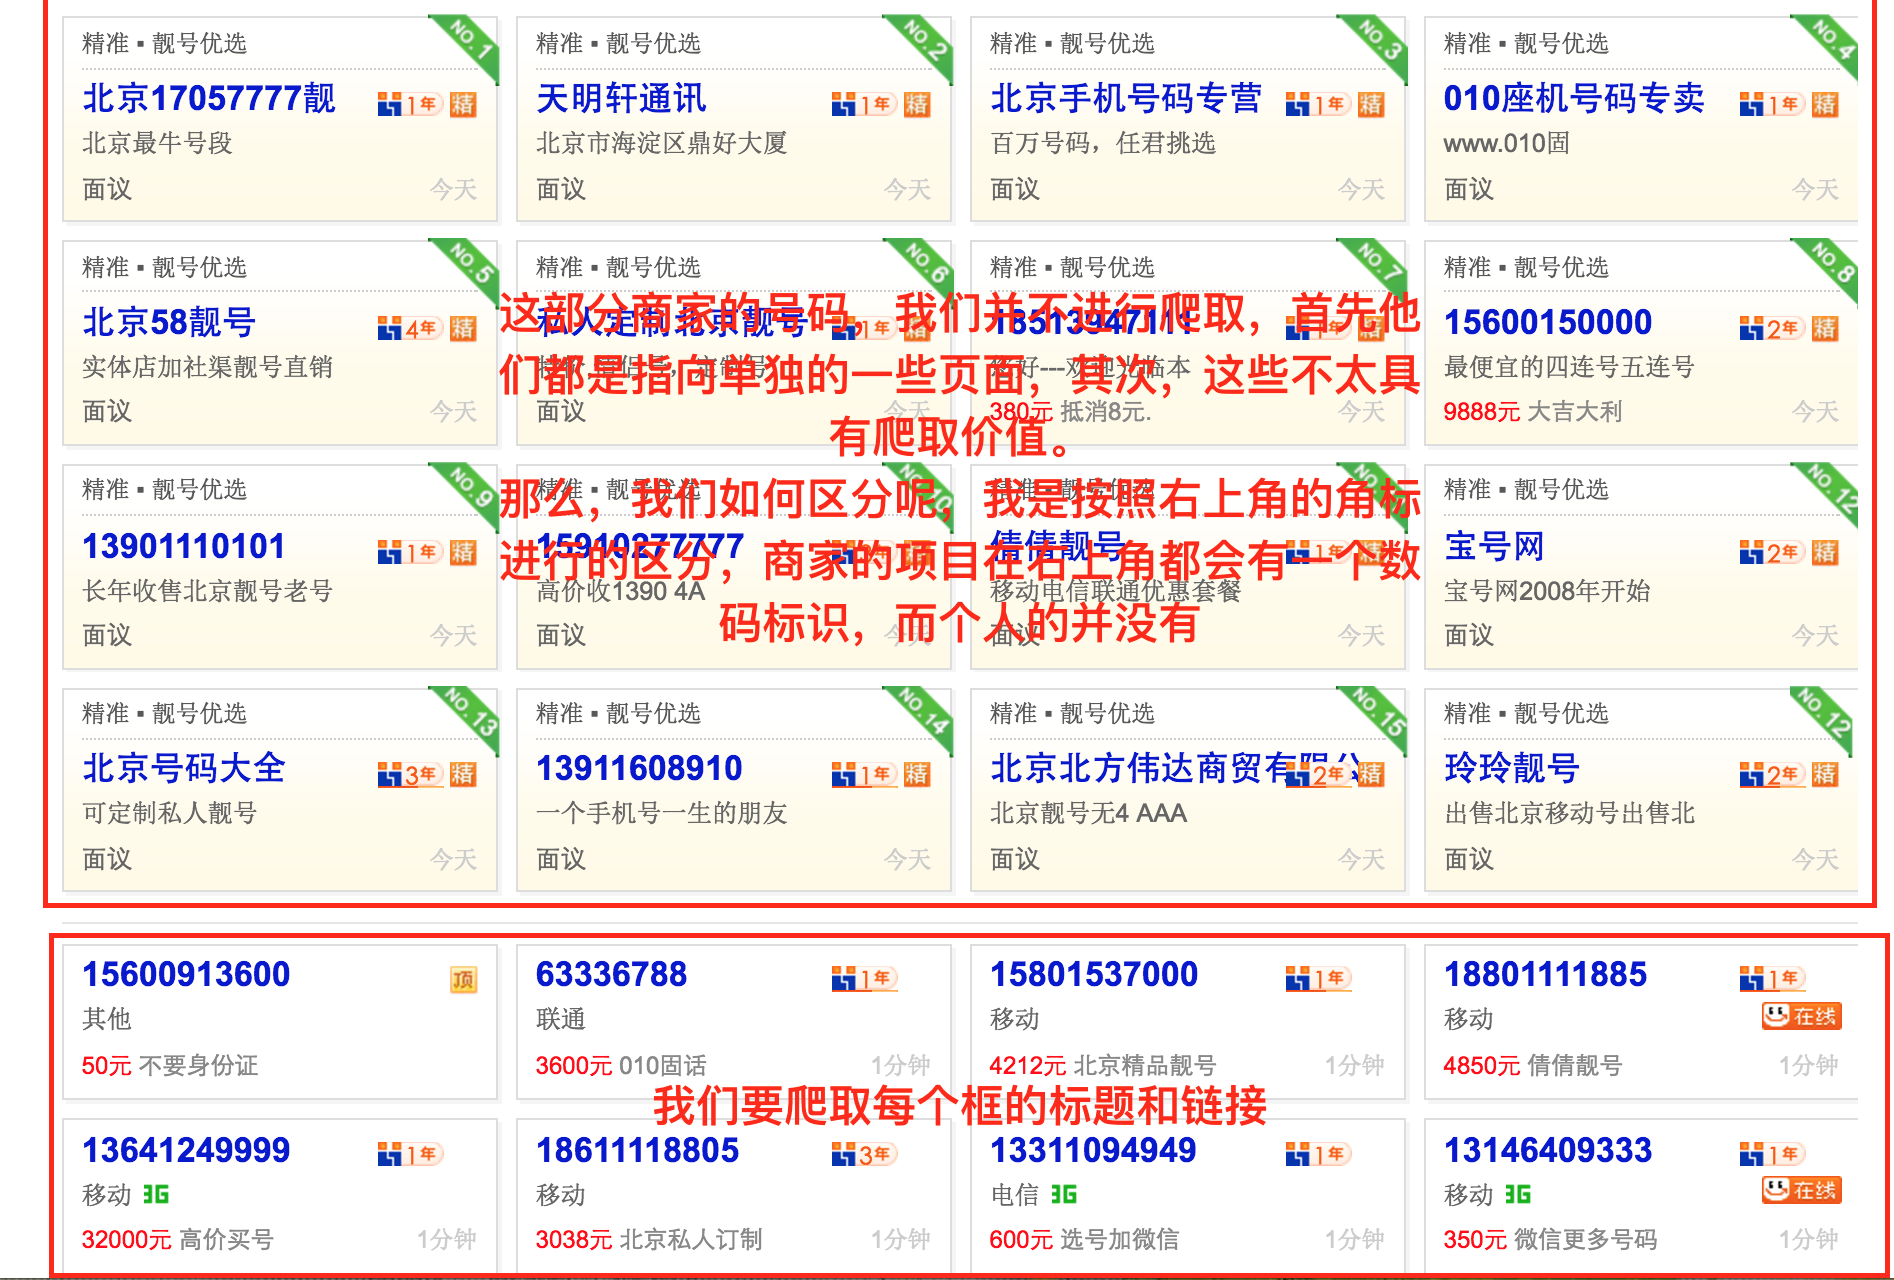 精准 ▪ 靓号优选 NO.1
北京17057777靓 1年 精
北京最牛号段
面议 今天
精准 ▪ 靓号优选 NO.2
天明轩通讯 1年 精
北京市海淀区鼎好大厦
面议 今天
精准 ▪ 靓号优选 NO.3
北京手机号码专营 1年 精
百万号码，任君挑选
面议 今天
精准 ▪ 靓号优选 NO.4
010座机号码专卖 1年 精
www.010固
面议 今天
精准 ▪ 靓号优选 NO.5
北京58靓号 4年 精
实体店加社渠靓号直销
面议 今天
精准 ▪ 靓号优选 NO.6
私人定制北京靓号 1年 精
面议 今天
精准 ▪ 靓号优选 NO.7
18513947111 1年 精
您好---欢迎光临本
380元 抵消8元. 今天
精准 ▪ 靓号优选 NO.8
15600150000 2年 精
最便宜的四连号五连号
9888元 大吉大利 今天
这部分商家的号码，我们并不进行爬取，首先他
们都是指向单独的一些页面；其次，这些不太具
有爬取价值。
那么，我们如何区分呢，我是按照右上角的角标
进行的区分，商家的项目在右上角都会有一个数
码标识，而个人的并没有
精准 ▪ 靓号优选 NO.9
13901110101 1年 精
长年收售北京靓号老号
面议 今天
精准 ▪ 靓号优选
15910277777 精
高价收1390 4A
面议 今天
精准 ▪ 靓号优选
倩倩靓号 1年 精
移动电信联通优惠套餐
面议 今天
精准 ▪ 靓号优选 NO.12
宝号网 2年 精
宝号网2008年开始
面议 今天
精准 ▪ 靓号优选 NO.13
北京号码大全 3年 精
可定制私人靓号
面议 今天
精准 ▪ 靓号优选 NO.14
13911608910 1年 精
一个手机号一生的朋友
面议 今天
精准 ▪ 靓号优选 NO.15
北京北方伟达商贸有限公 2年 精
北京靓号无4 AAA
面议 今天
精准 ▪ 靓号优选 NO.12
玲玲靓号 2年 精
出售北京移动号出售北
面议 今天
15600913600 顶
其他
50元 不要身份证
63336788 1年
联通
3600元 010固话 1分钟
15801537000 1年
移动
4212元 北京精品靓号 1分钟
18801111885 1年
移动 在线
4850元 倩倩靓号 1分钟
我们要爬取每个框的标题和链接
13641249999 1年
移动 3G
32000元 高价买号 1分钟
18611118805 3年
移动
3038元 北京私人订制 1分钟
13311094949 1年
电信 3G
600元 选号加微信 1分钟
13146409333 1年
移动 3G 在线
350元 微信更多号码 1分钟